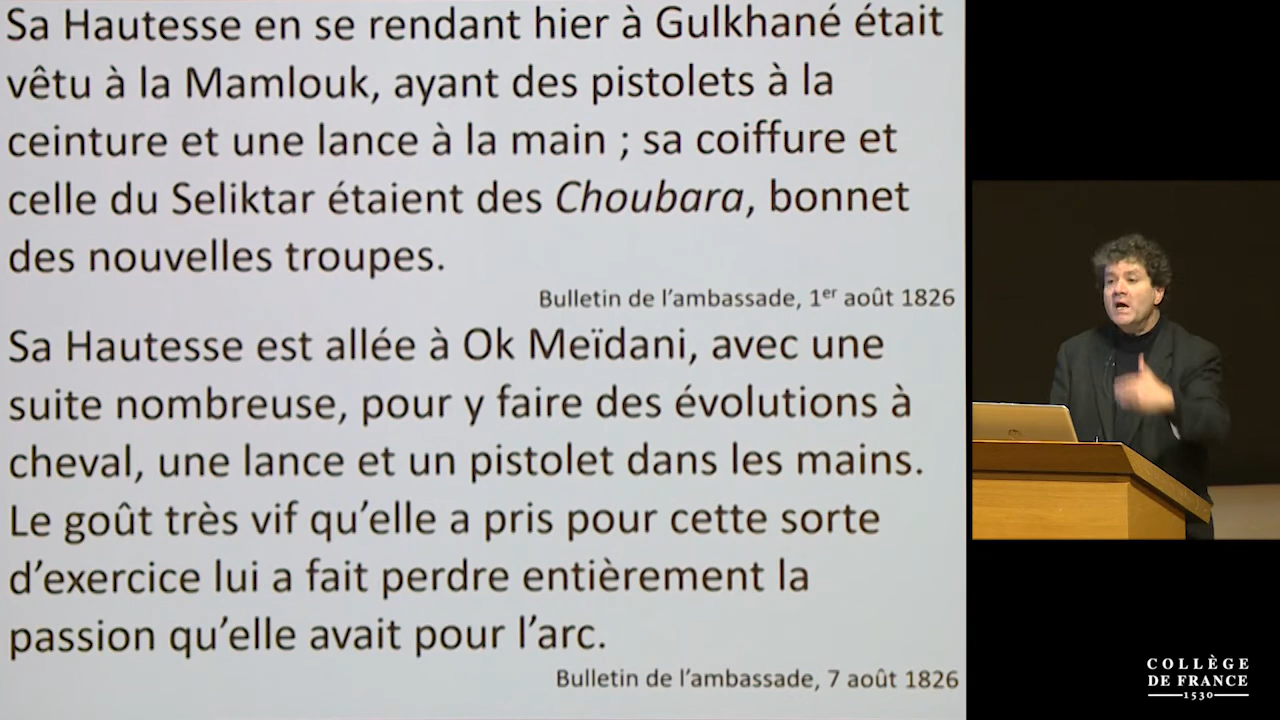 Sa Hautesse en se rendant hier à Gulkhané était
vêtu à la Mamlouk, ayant des pistolets à la
ceinture et une lance à la main ; sa coiffure et
celle du Seliktar étaient des Choubara, bonnet
des nouvelles troupes.
Bulletin de l’ambassade, 1er août 1826
Sa Hautesse est allée à Ok Meïdani, avec une
suite nombreuse, pour y faire des évolutions à
cheval, une lance et un pistolet dans les mains.
Le goût très vif qu’elle a pris pour cette sorte
d’exercice lui a fait perdre entièrement la
passion qu’elle avait pour l’arc.
Bulletin de l’ambassade, 7 août 1826
COLLÈGE
DE FRANCE
1530